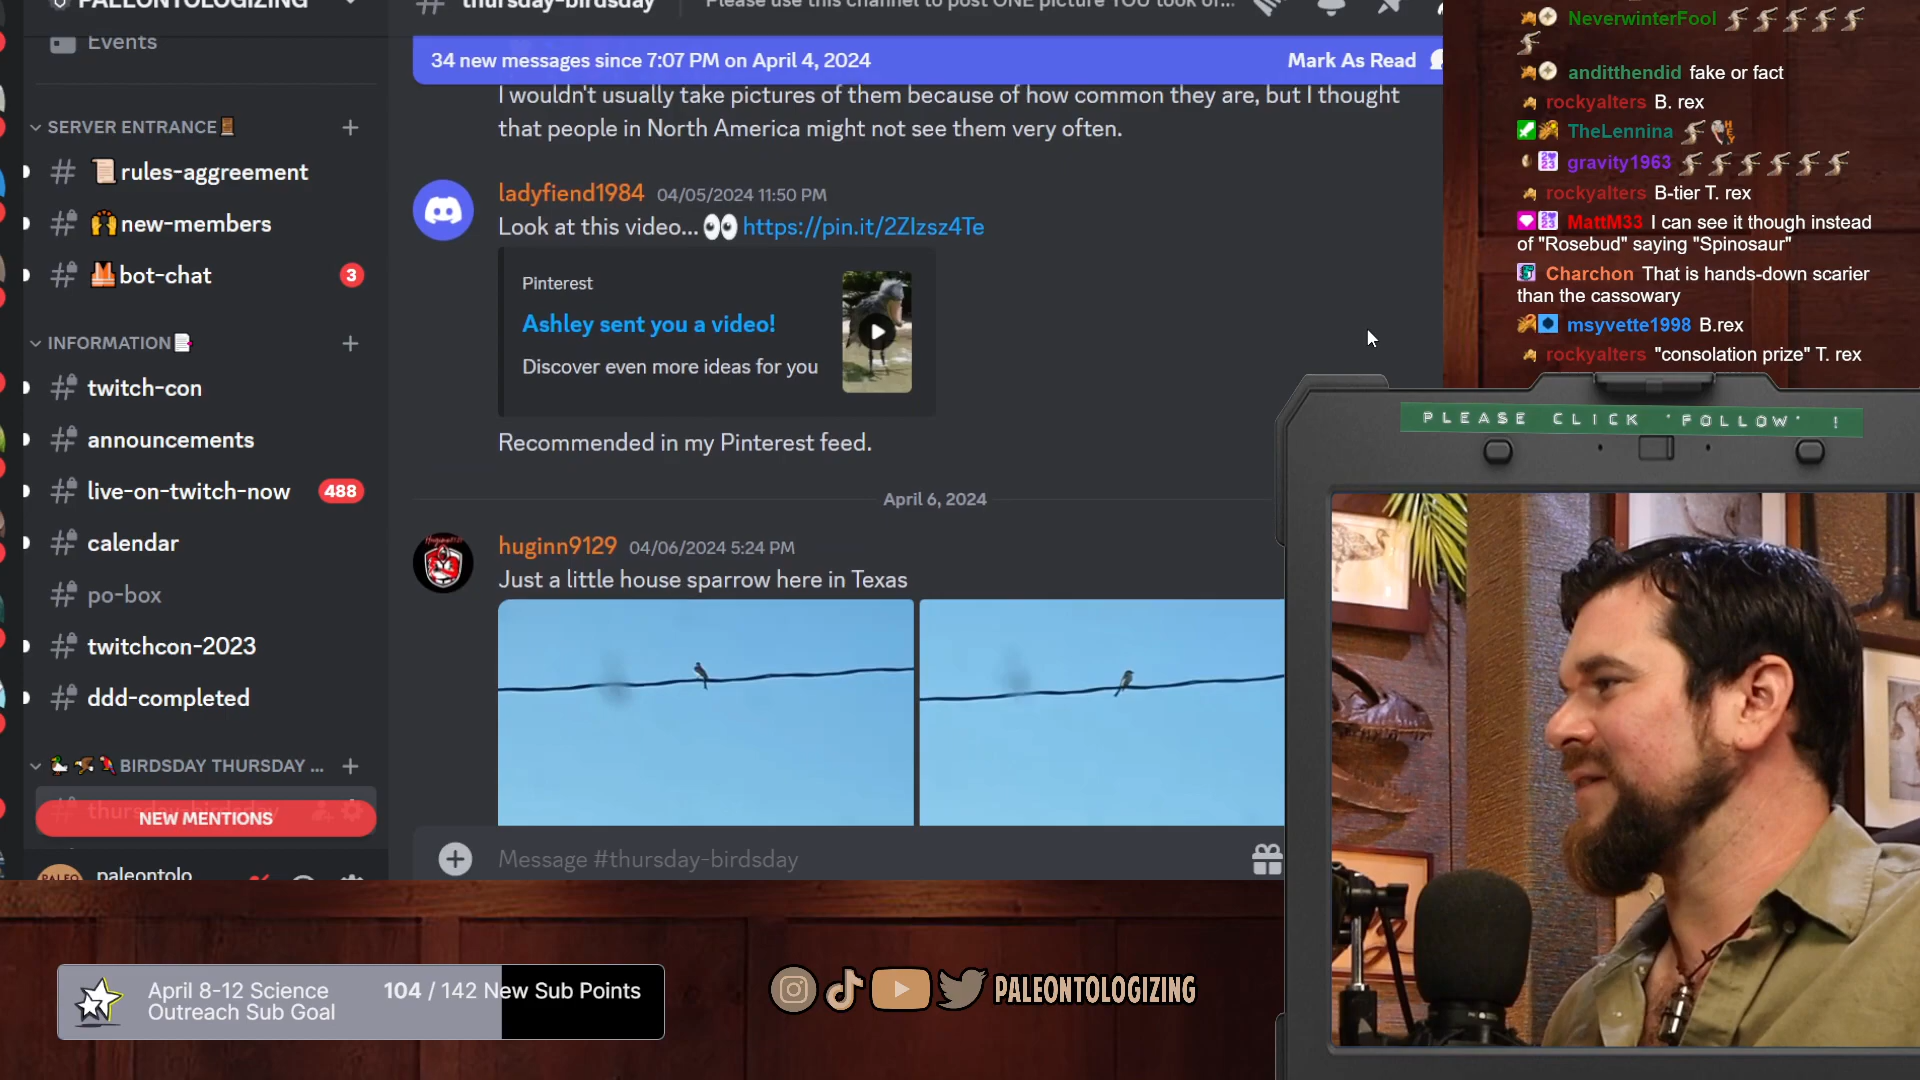 PALEONTOLOGIZING
thursday-birdsday
Please use this channel to post ONE picture YOU took of...
Events
34 new messages since 7:07 PM on April 4, 2024
Mark As Read
I wouldn't usually take pictures of them because of how common they are, but I thought
that people in North America might not see them very often.
SERVER ENTRANCE
rules-aggreement
new-members
bot-chat
3
INFORMATION
twitch-con
announcements
live-on-twitch-now
488
calendar
po-box
twitchcon-2023
ddd-completed
BIRDSDAY THURSDAY ...
thursday-birdsday
NEW MENTIONS
paleontolo
ladyfiend1984 04/05/2024 11:50 PM
Look at this video... 👀 https://pin.it/2ZIzsz4Te
Pinterest
Ashley sent you a video!
Discover even more ideas for you
Recommended in my Pinterest feed.
April 6, 2024
huginn9129 04/06/2024 5:24 PM
Just a little house sparrow here in Texas
Message #thursday-birdsday
NeverwinterFool
anditthendid fake or fact
rockyalters B. rex
TheLennina
gravity1963
rockyalters B-tier T. rex
MattM33 I can see it though instead
of "Rosebud" saying "Spinosaur"
Charchon That is hands-down scarier
than the cassowary
msyvette1998 B.rex
rockyalters "consolation prize" T. rex
PLEASE CLICK 'FOLLOW' !
April 8-12 Science
Outreach Sub Goal
104 / 142 New Sub Points
PALEONTOLOGIZING